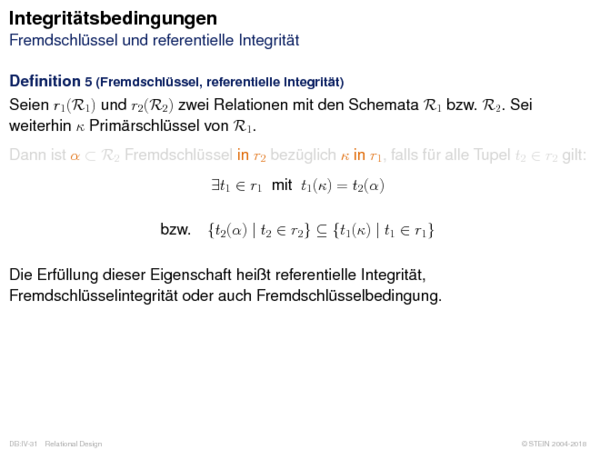 Integritätsbedingungen
Fremdschlüssel und referentielle Integrität
Definition 5 (Fremdschlüssel, referentielle Integrität)
Seien r₁(ℛ₁) und r₂(ℛ₂) zwei Relationen mit den Schemata ℛ₁ bzw. ℛ₂. Sei
weiterhin κ Primärschlüssel von ℛ₁.
Dann ist α ⊂ ℛ₂ Fremdschlüssel in r₂ bezüglich κ in r₁, falls für alle Tupel t₂ ∈ r₂ gilt:
∃t₁ ∈ r₁ mit t₁(κ) = t₂(α)
bzw. {t₂(α) | t₂ ∈ r₂} ⊆ {t₁(κ) | t₁ ∈ r₁}
Die Erfüllung dieser Eigenschaft heißt referentielle Integrität,
Fremdschlüsselintegrität oder auch Fremdschlüsselbedingung.
DB:IV-31 Relational Design © STEIN 2004-2018